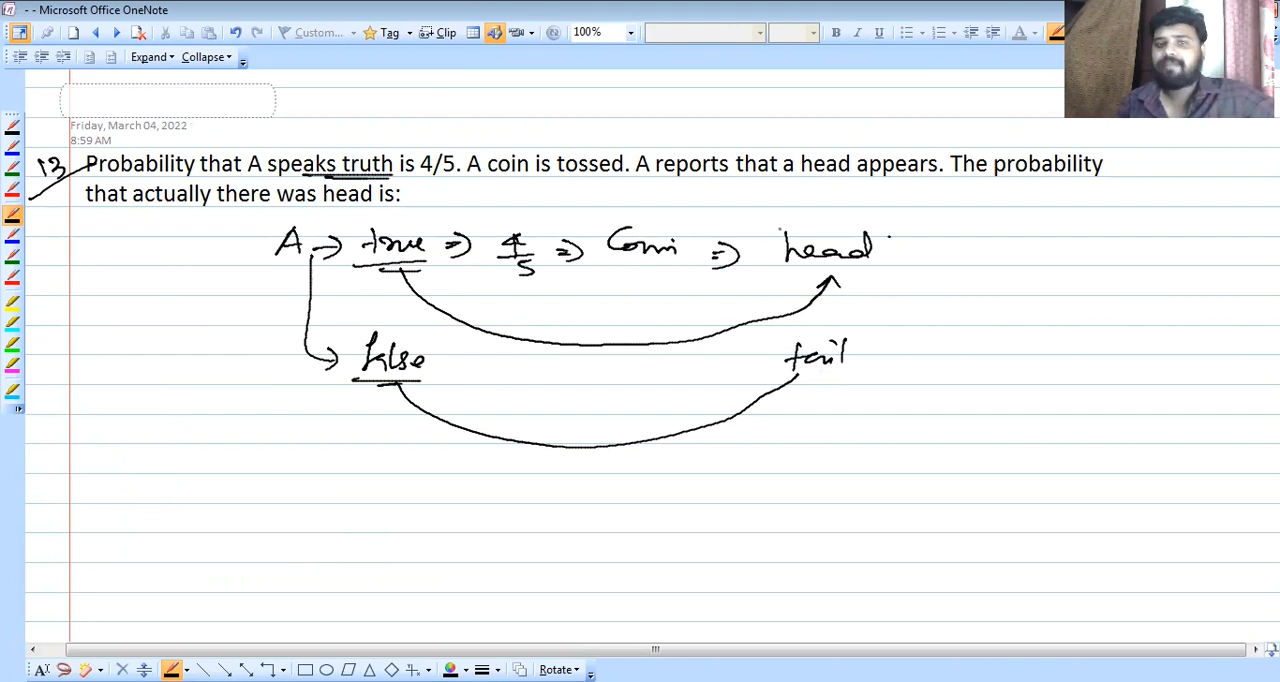 - - Microsoft Office OneNote
Custom... Tag Clip 100% B I U A
Expand Collapse
Friday, March 04, 2022
8:59 AM
13 Probability that A speaks truth is 4/5. A coin is tossed. A reports that a head appears. The probability
that actually there was head is:
A → true ⇒ 4/5 ⇒ Coin ⇒ head
→ false tail
Rotate